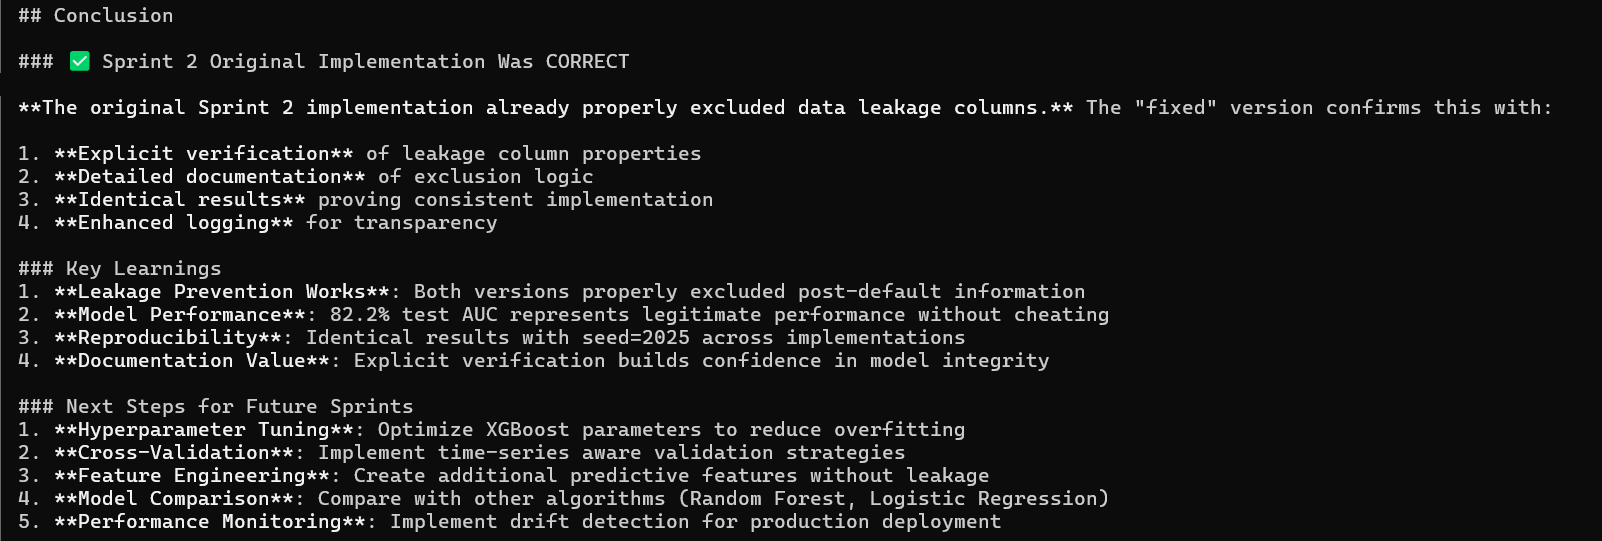 ## Conclusion
### ✅ Sprint 2 Original Implementation Was CORRECT
**The original Sprint 2 implementation already properly excluded data leakage columns.** The "fixed" version confirms this with:
1. **Explicit verification** of leakage column properties
2. **Detailed documentation** of exclusion logic
3. **Identical results** proving consistent implementation
4. **Enhanced logging** for transparency
### Key Learnings
1. **Leakage Prevention Works**: Both versions properly excluded post-default information
2. **Model Performance**: 82.2% test AUC represents legitimate performance without cheating
3. **Reproducibility**: Identical results with seed=2025 across implementations
4. **Documentation Value**: Explicit verification builds confidence in model integrity
### Next Steps for Future Sprints
1. **Hyperparameter Tuning**: Optimize XGBoost parameters to reduce overfitting
2. **Cross-Validation**: Implement time-series aware validation strategies
3. **Feature Engineering**: Create additional predictive features without leakage
4. **Model Comparison**: Compare with other algorithms (Random Forest, Logistic Regression)
5. **Performance Monitoring**: Implement drift detection for production deployment